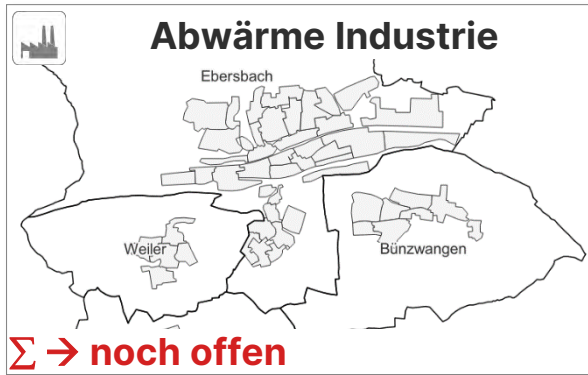 Abwärme Industrie
Ebersbach
Weiler
Bünzwangen
Σ → noch offen